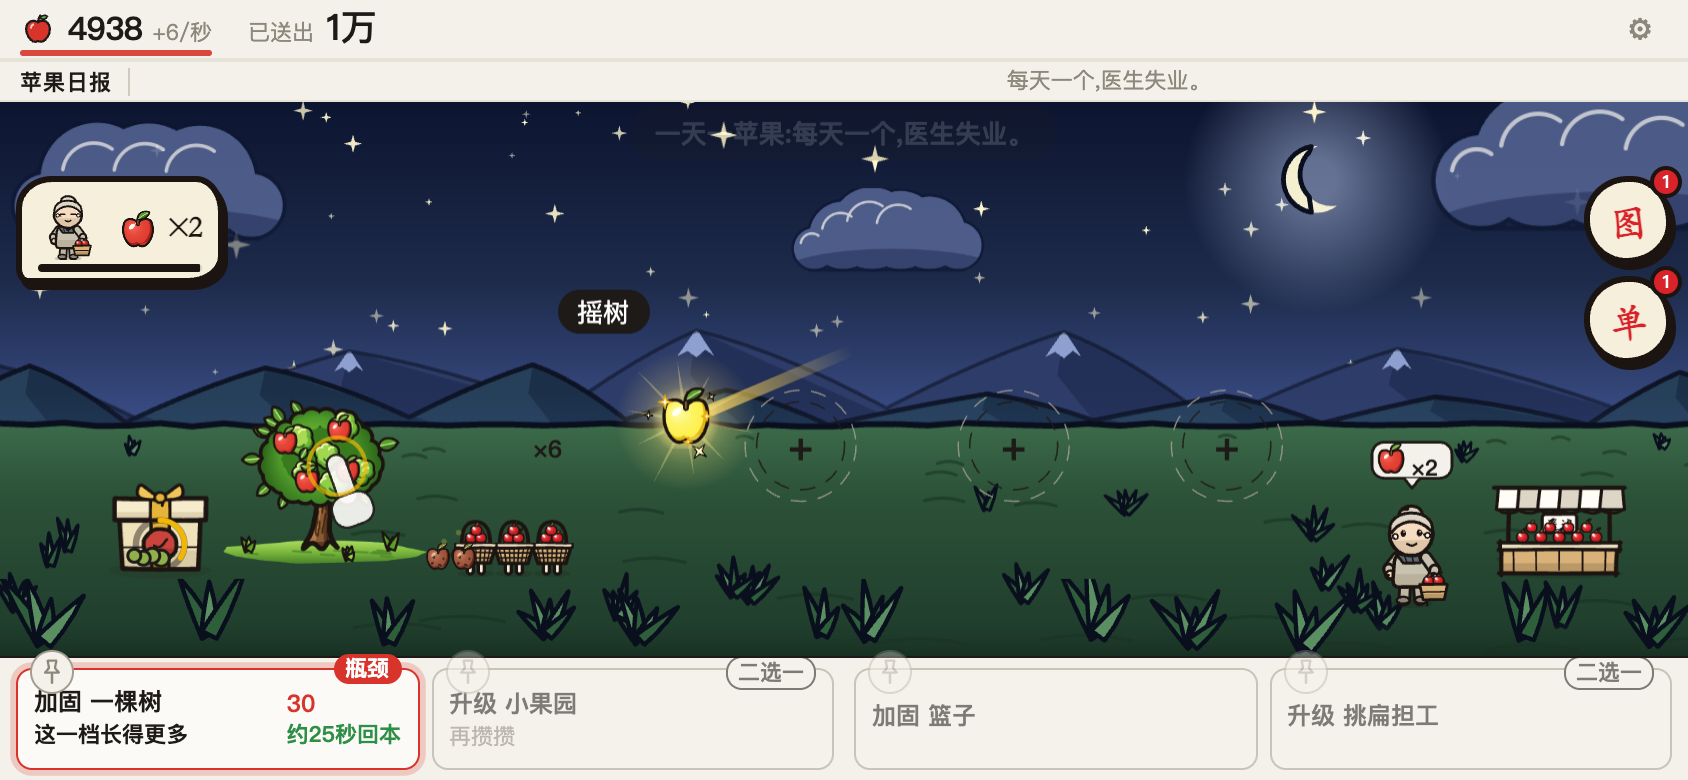 4938 +6/秒 已送出 1万
苹果日报
每天一个,医生失业。
一天一苹果:每天一个,医生失业。
×2
图
1
单
1
摇树
×6
+
+
+
×2
瓶颈
加固 一棵树 30
这一档长得更多 约25秒回本
二选一
升级 小果园
再攒攒
加固 篮子
二选一
升级 挑扁担工